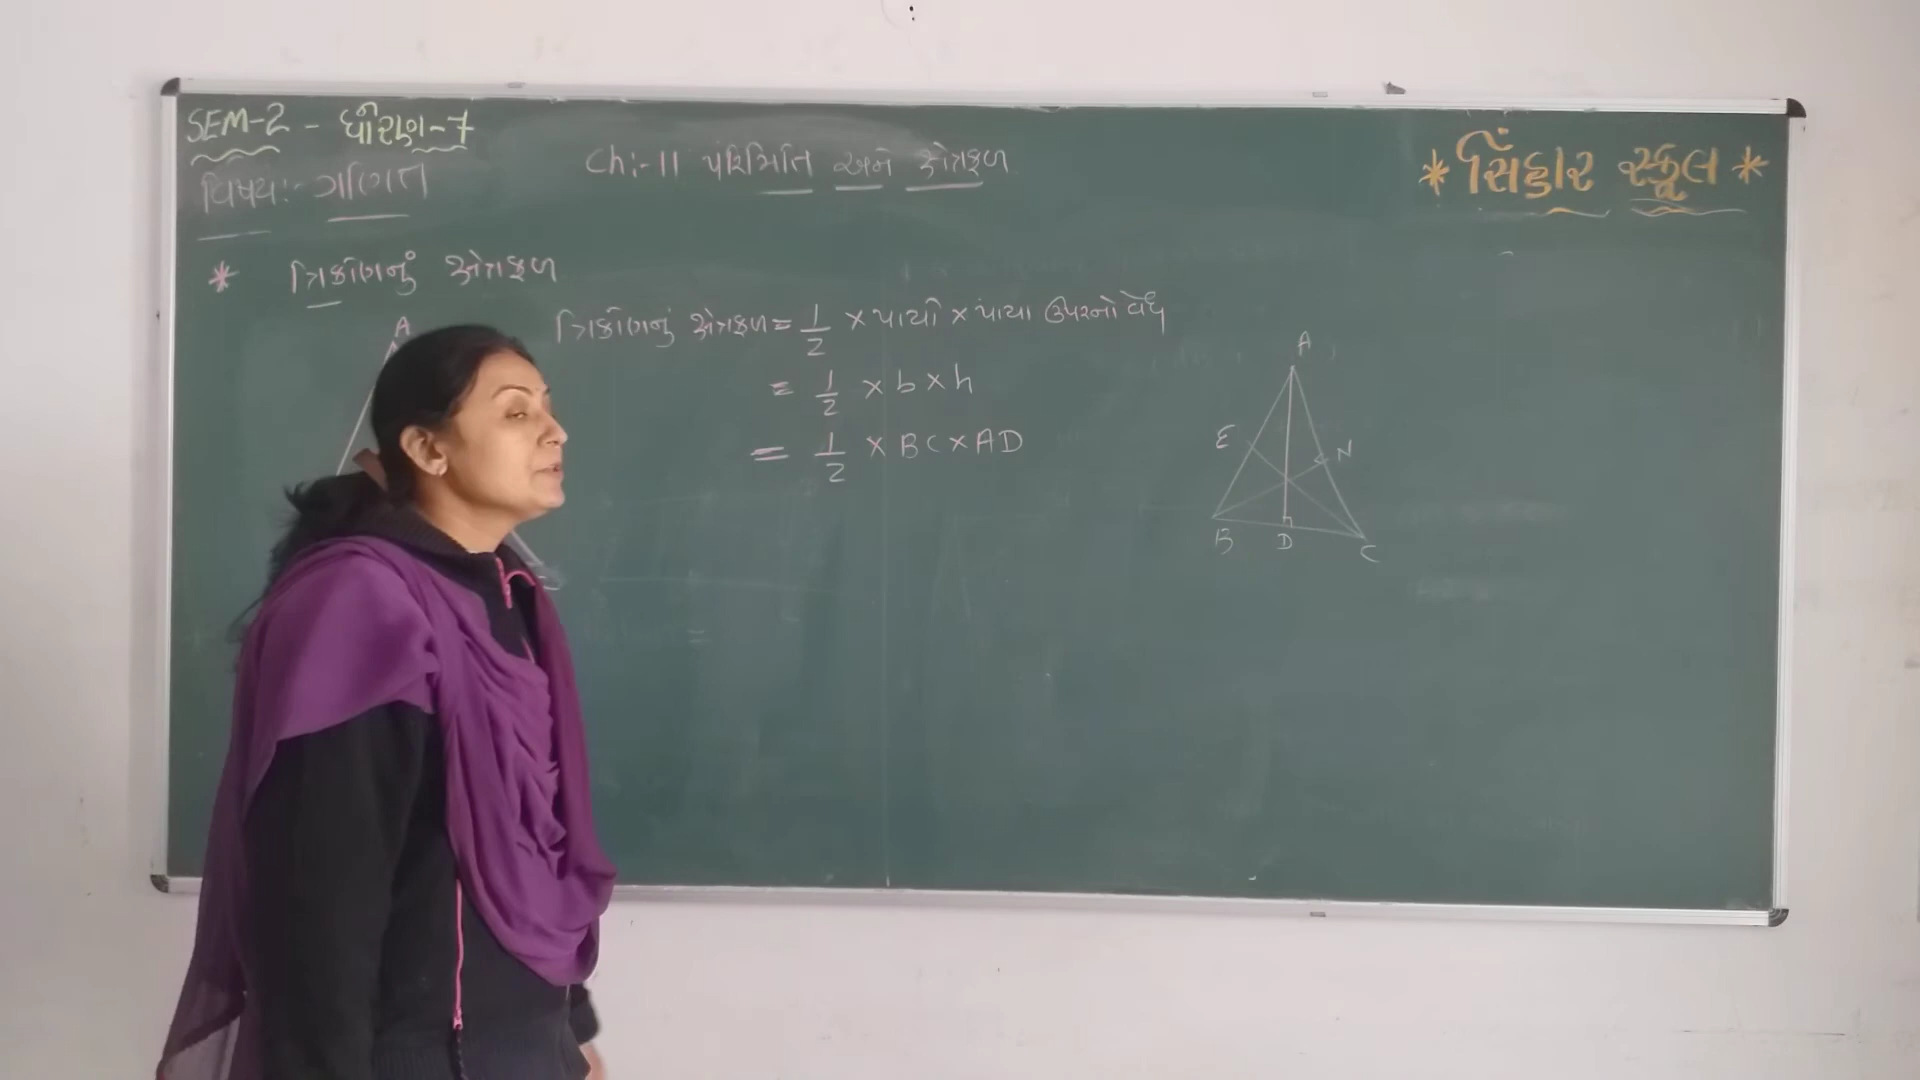 SEM-2 - ધોરણ-7
વિષય:- ગણિત
Ch:-11 પરિમિતિ અને ક્ષેત્રફળ
* સિંહાર સ્કૂલ *
* ત્રિકોણનું ક્ષેત્રફળ
A
ત્રિકોણનું ક્ષેત્રફળ = 1/2 × પાયો × પાયા ઉપરનો વેધ
= 1/2 × b × h
= 1/2 × BC × AD
A
E
N
B
D
C